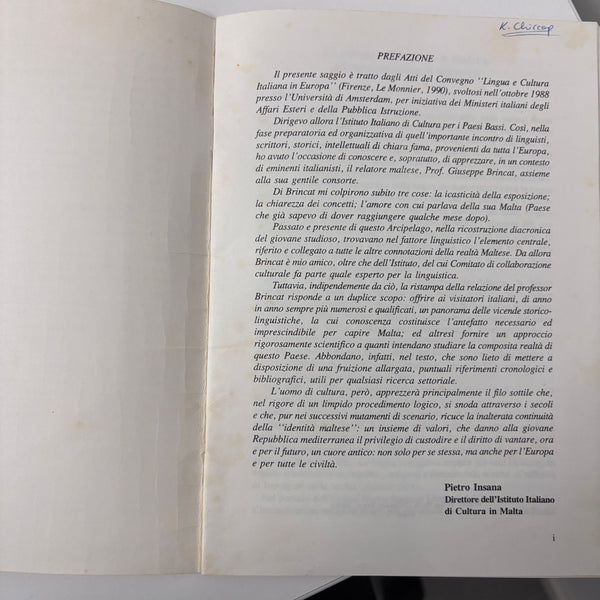 K. Chircop
PREFAZIONE
Il presente saggio è tratto dagli Atti del Convegno ''Lingua e Cultura
Italiana in Europa'' (Firenze, Le Monnier, 1990), svoltosi nell'ottobre 1988
presso l'Università di Amsterdam, per iniziativa dei Ministeri italiani degli
Affari Esteri e della Pubblica Istruzione.
Dirigevo allora l'Istituto Italiano di Cultura per i Paesi Bassi. Così, nella
fase preparatoria ed organizzativa di quell'importante incontro di linguisti,
scrittori, storici, intellettuali di chiara fama, provenienti da tutta l'Europa,
ho avuto l'occasione di conoscere e, sopratutto, di apprezzare, in un contesto
di eminenti italianisti, il relatore maltese, Prof. Giuseppe Brincat, assieme
alla sua gentile consorte.
Di Brincat mi colpirono subito tre cose: la icasticità della esposizione;
la chiarezza dei concetti; l'amore con cui parlava della sua Malta (Paese
che già sapevo di dover raggiungere qualche mese dopo).
Passato e presente di questo Arcipelago, nella ricostruzione diacronica
del giovane studioso, trovavano nel fattore linguistico l'elemento centrale,
riferito e collegato a tutte le altre connotazioni della realtà Maltese. Da allora
Brincat è mio amico, oltre che dell'Istituto, del cui Comitato di collaborazione
culturale fa parte quale esperto per la linguistica.
Tuttavia, indipendemente da ciò, la ristampa della relazione del professor
Brincat risponde a un duplice scopo: offrire ai visitatori italiani, di anno
in anno sempre più numerosi e qualificati, un panorama delle vicende storico-
linguistiche, la cui conoscenza costituisce l'antefatto necessario ed
imprescindibile per capire Malta; ed altresì fornire un approccio
rigorosamente scientifico a quanti intendano studiare la composita realtà di
questo Paese. Abbondano, infatti, nel testo, che sono lieto di mettere a
disposizione di una fruizione allargata, puntuali riferimenti cronologici e
bibliografici, utili per qualsiasi ricerca settoriale.
L'uomo di cultura, però, apprezzerà principalmente il filo sottile che,
nel rigore di un limpido procedimento logico, si snoda attraverso i secoli
e che, pur nei successivi mutamenti di scenario, ricuce la inalterata continuità
della ''identità maltese'': un insieme di valori, che danno alla giovane
Repubblica mediterranea il privilegio di custodire e il diritto di vantare, ora
e per il futuro, un cuore antico: non solo per se stessa, ma anche per l'Europa
e per tutte le civiltà.
Pietro Insana
Direttore dell'Istituto Italiano
di Cultura in Malta
i